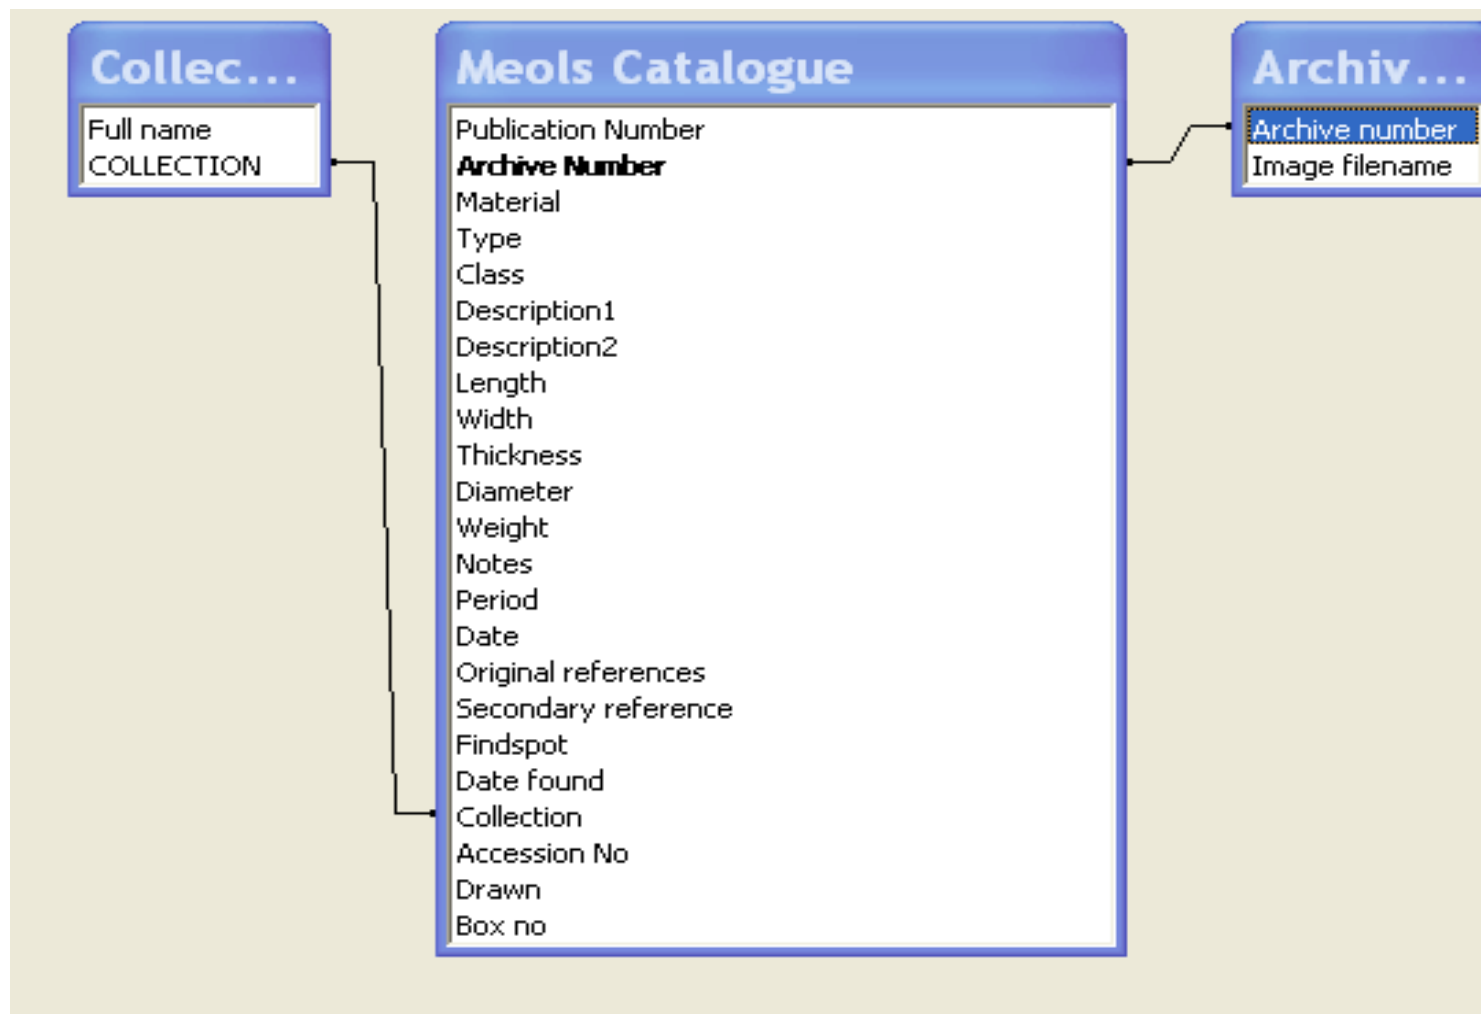 Collec...
Full name
COLLECTION
Meols Catalogue
Publication Number
Archive Number
Material
Type
Class
Description1
Description2
Length
Width
Thickness
Diameter
Weight
Notes
Period
Date
Original references
Secondary reference
Findspot
Date found
Collection
Accession No
Drawn
Box no
Archiv...
Archive number
Image filename